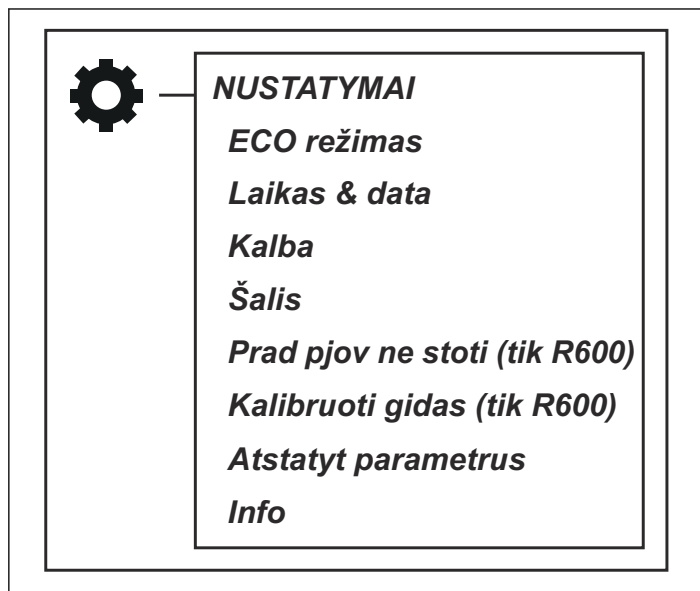 NUSTATYMAI
ECO režimas
Laikas & data
Kalba
Šalis
Prad pjov ne stoti (tik R600)
Kalibruoti gidas (tik R600)
Atstatyt parametrus
Info